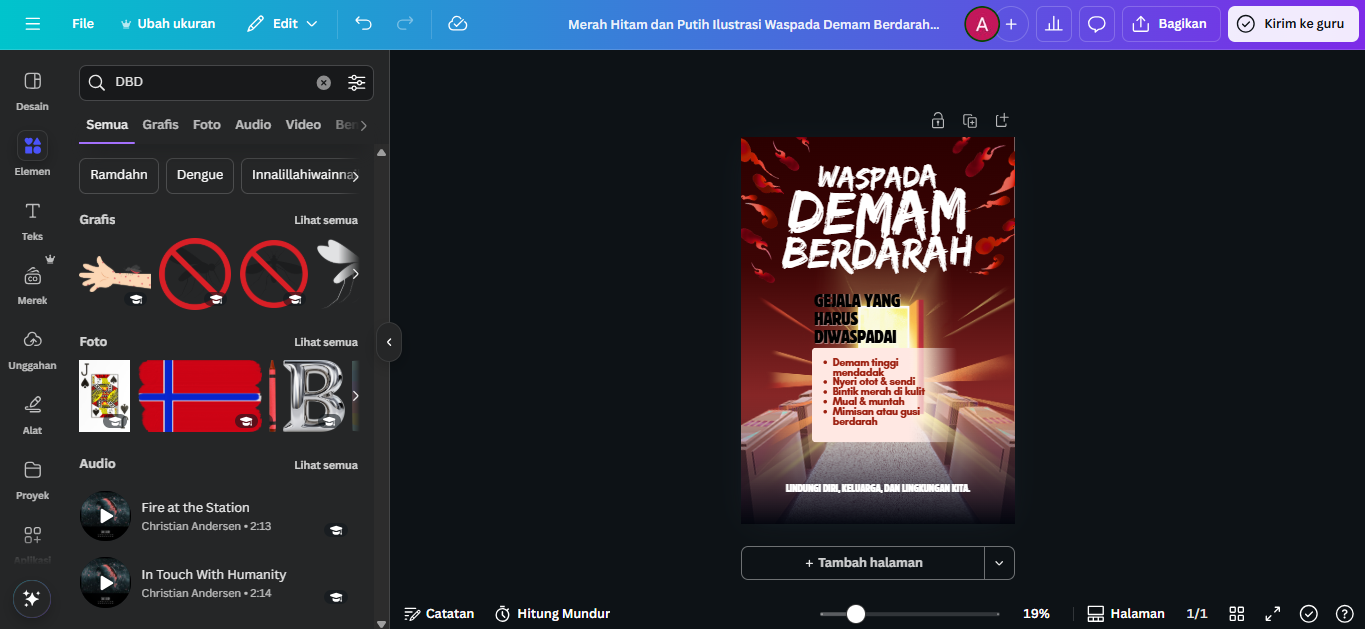 File
Ubah ukuran
Edit
Merah Hitam dan Putih Ilustrasi Waspada Demam Berdarah...
A
Bagikan
Kirim ke guru
Desain
Elemen
Teks
Merek
Unggahan
Alat
Proyek
Aplikasi
DBD
Semua
Grafis
Foto
Audio
Video
Ber
Ramdahn
Dengue
Innalillahiwainna
Grafis
Lihat semua
Foto
Lihat semua
J
B
Audio
Lihat semua
Fire at the Station
Christian Andersen • 2:13
In Touch With Humanity
Christian Andersen • 2:14
WASPADA
DEMAM
BERDARAH
GEJALA YANG
HARUS
DIWASPADAI
• Demam tinggi
mendadak
• Nyeri otot & sendi
• Bintik merah di kulit
• Mual & muntah
• Mimisan atau gusi
berdarah
LINDUNGI DIRI, KELUARGA, DAN LINGKUNGAN KITA.
+ Tambah halaman
Catatan
Hitung Mundur
19%
Halaman
1/1